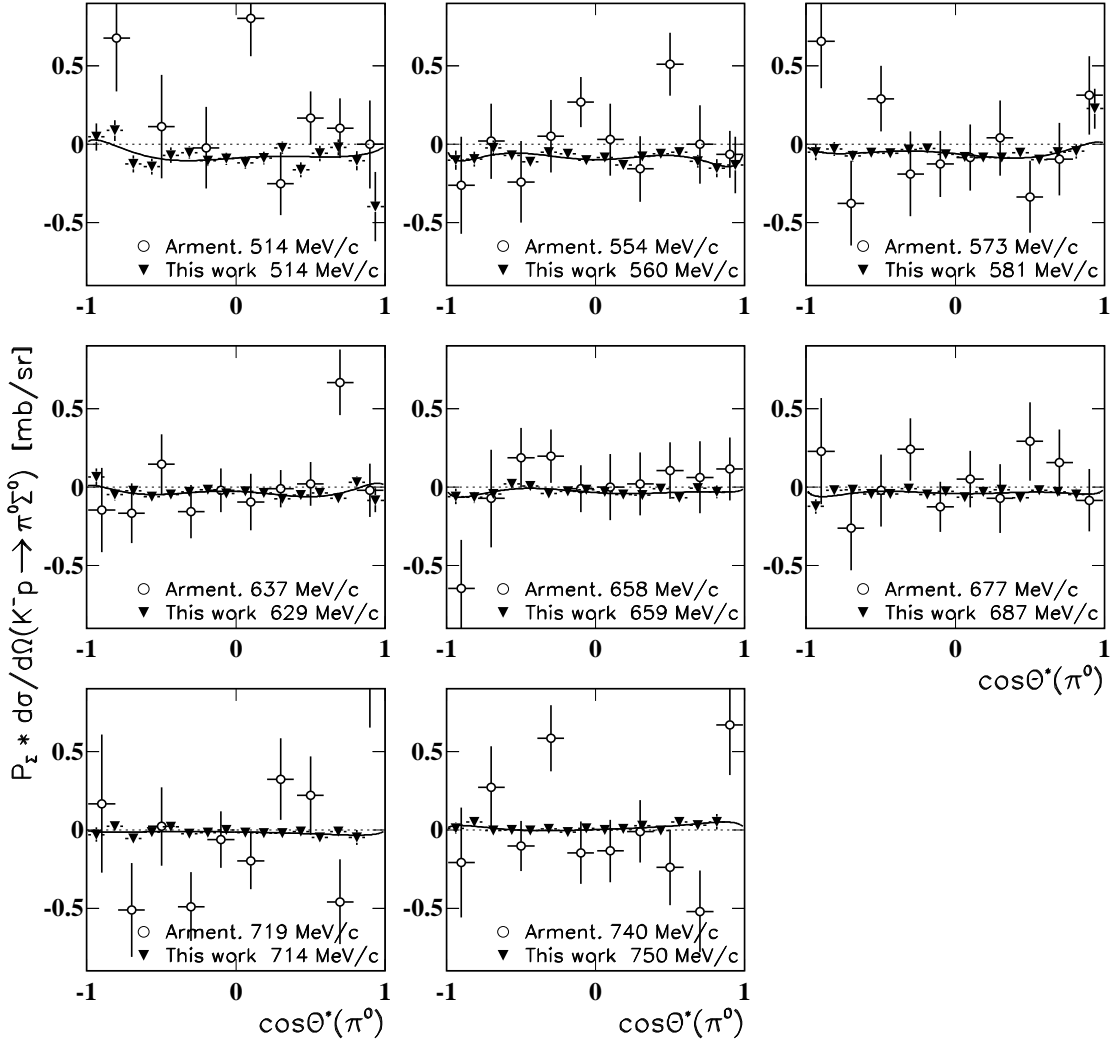 0.5 0.5 0.5
0 0 0
-0.5 -0.5 -0.5
○ Arment. 514 MeV/c ○ Arment. 554 MeV/c ○ Arment. 573 MeV/c
▼ This work 514 MeV/c ▼ This work 560 MeV/c ▼ This work 581 MeV/c
-1 0 1 -1 0 1 -1 0 1
P_Σ * dσ/dΩ(K⁻p → π⁰Σ⁰) [mb/sr]
0.5 0.5 0.5
0 0 0
-0.5 -0.5 -0.5
○ Arment. 637 MeV/c ○ Arment. 658 MeV/c ○ Arment. 677 MeV/c
▼ This work 629 MeV/c ▼ This work 659 MeV/c ▼ This work 687 MeV/c
-1 0 1 -1 0 1 -1 0 1
cosΘ*(π⁰)
0.5 0.5
0 0
-0.5 -0.5
○ Arment. 719 MeV/c ○ Arment. 740 MeV/c
▼ This work 714 MeV/c ▼ This work 750 MeV/c
-1 0 1 -1 0 1
cosΘ*(π⁰) cosΘ*(π⁰)